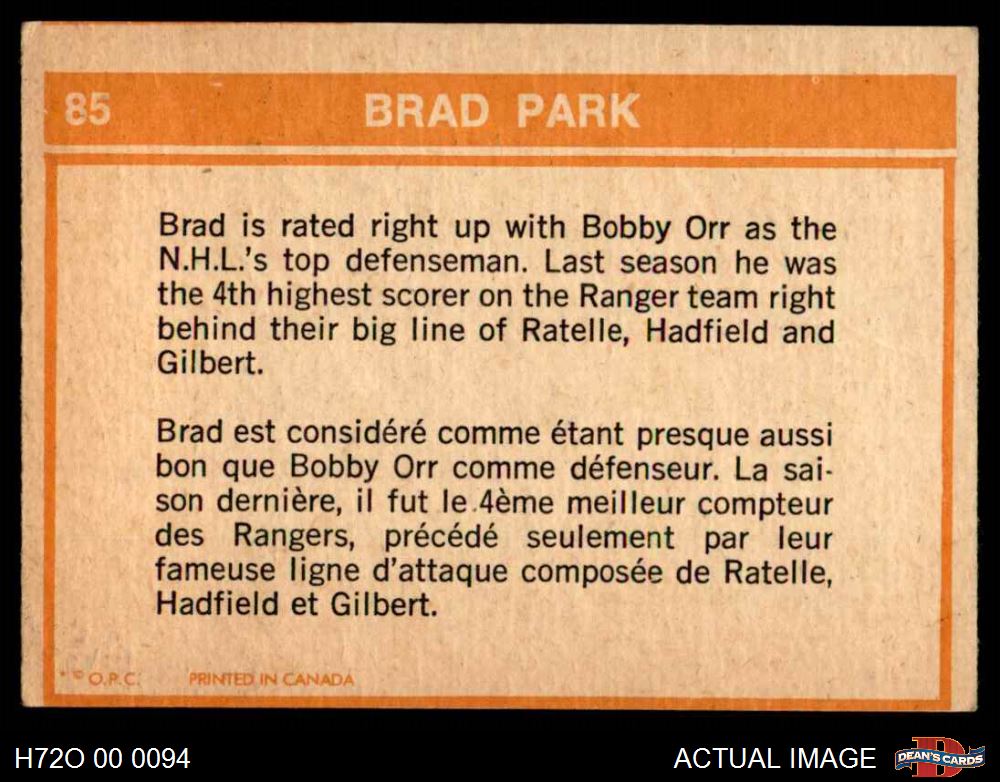 85 BRAD PARK
Brad is rated right up with Bobby Orr as the
N.H.L.'s top defenseman. Last season he was
the 4th highest scorer on the Ranger team right
behind their big line of Ratelle, Hadfield and
Gilbert.
Brad est considéré comme étant presque aussi
bon que Bobby Orr comme défenseur. La sai-
son dernière, il fut le 4ème meilleur compteur
des Rangers, précédé seulement par leur
fameuse ligne d'attaque composée de Ratelle,
Hadfield et Gilbert.
* © O.P.C. PRINTED IN CANADA
H72O 00 0094 ACTUAL IMAGE DEAN'S CARDS